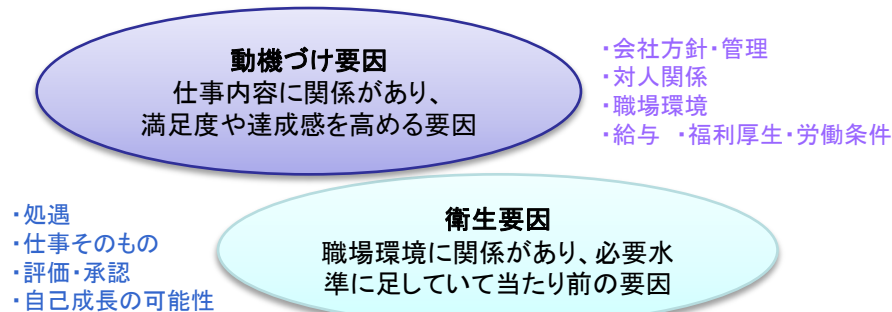 動機づけ要因
仕事内容に関係があり、
満足度や達成感を高める要因
・会社方針・管理
・対人関係
・職場環境
・給与 ・福利厚生・労働条件
・処遇
・仕事そのもの
・評価・承認
・自己成長の可能性
衛生要因
職場環境に関係があり、必要水
準に足していて当たり前の要因